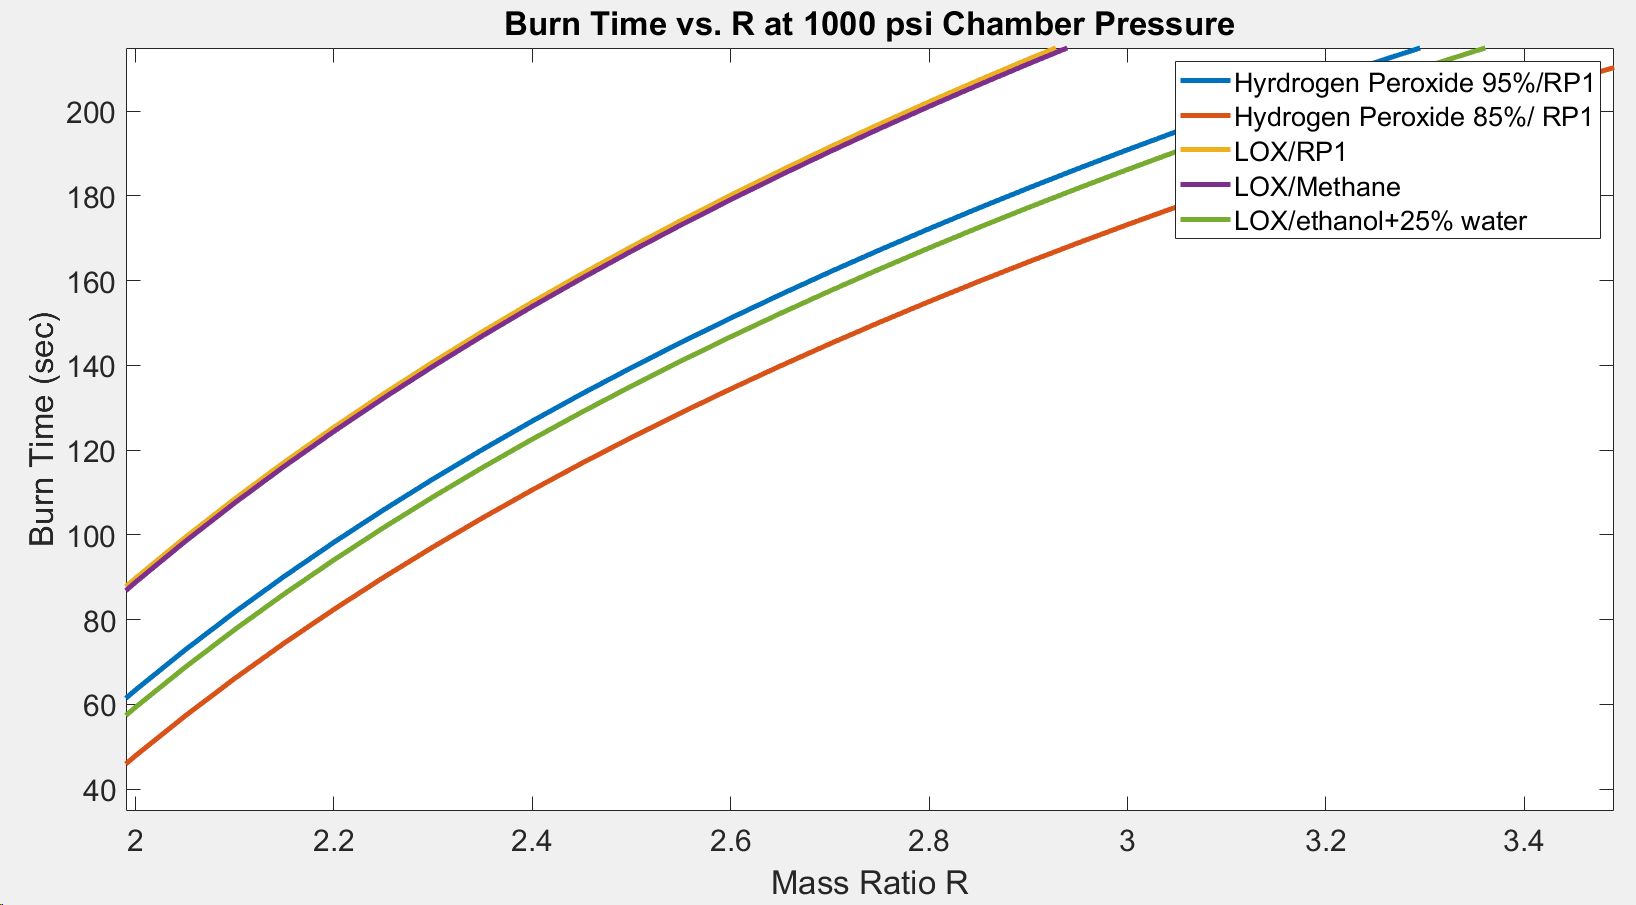 Burn Time vs. R at 1000 psi Chamber Pressure
Hyrdrogen Peroxide 95%/RP1
Hydrogen Peroxide 85%/ RP1
LOX/RP1
LOX/Methane
LOX/ethanol+25% water
200
180
160
140
120
100
80
60
40
Burn Time (sec)
2 2.2 2.4 2.6 2.8 3 3.2 3.4
Mass Ratio R